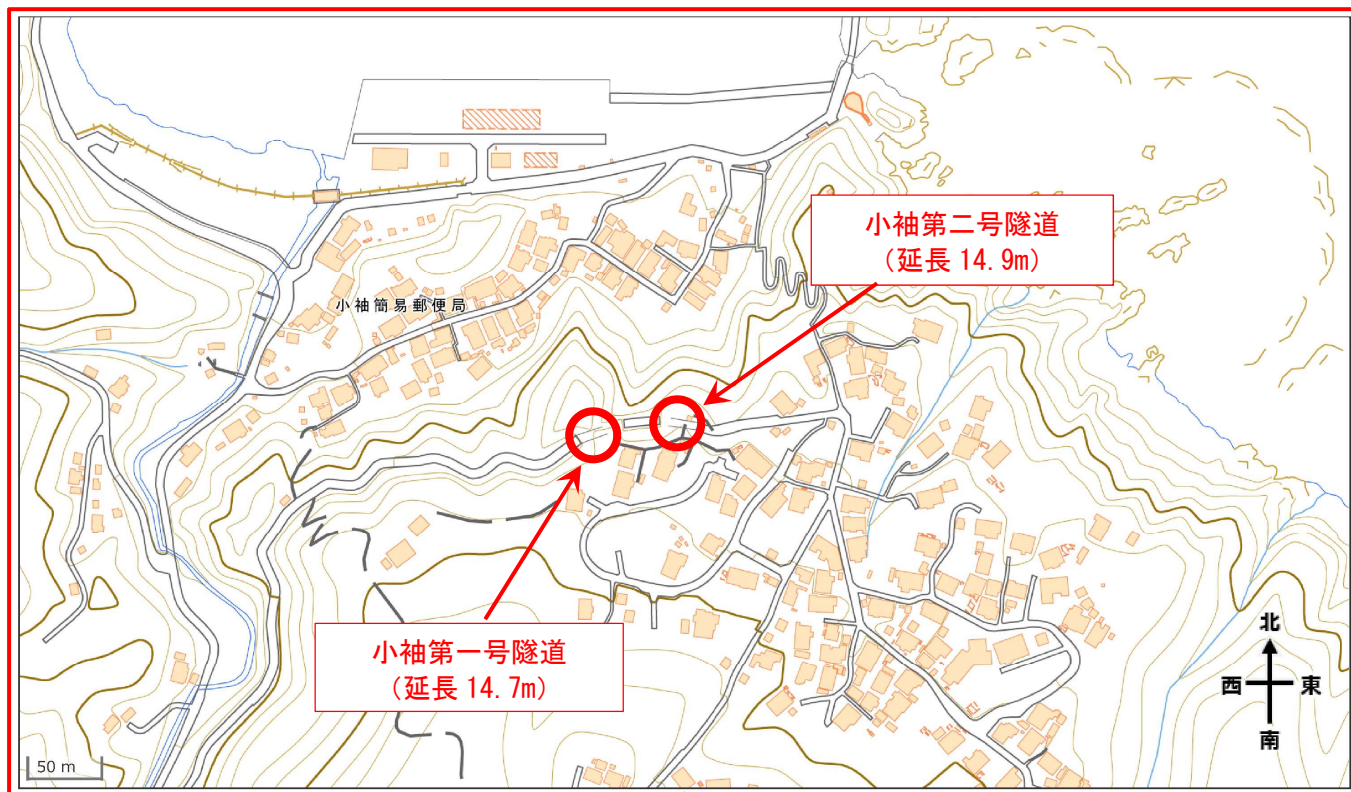 小袖第二号隧道
(延長 14.9m)
小袖簡易郵便局
小袖第一号隧道
(延長 14.7m)
北
西 東
南
50 m